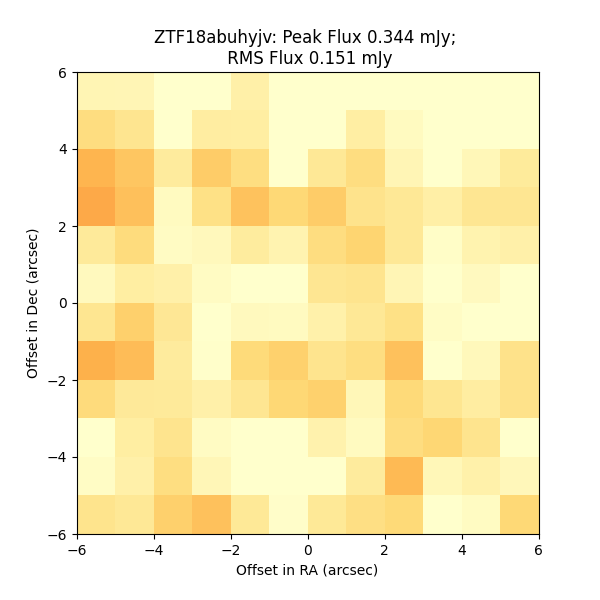 ZTF18abuhyjv: Peak Flux 0.344 mJy;
RMS Flux 0.151 mJy
6
4
2
0
−2
−4
−6
Offset in Dec (arcsec)
−6 −4 −2 0 2 4 6
Offset in RA (arcsec)